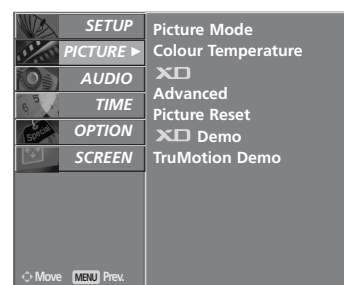 SETUP
PICTURE ►
AUDIO
TIME
OPTION
SCREEN
Picture Mode
Colour Temperature
XD
Advanced
Picture Reset
XD Demo
TruMotion Demo
Special
Move MENU Prev.